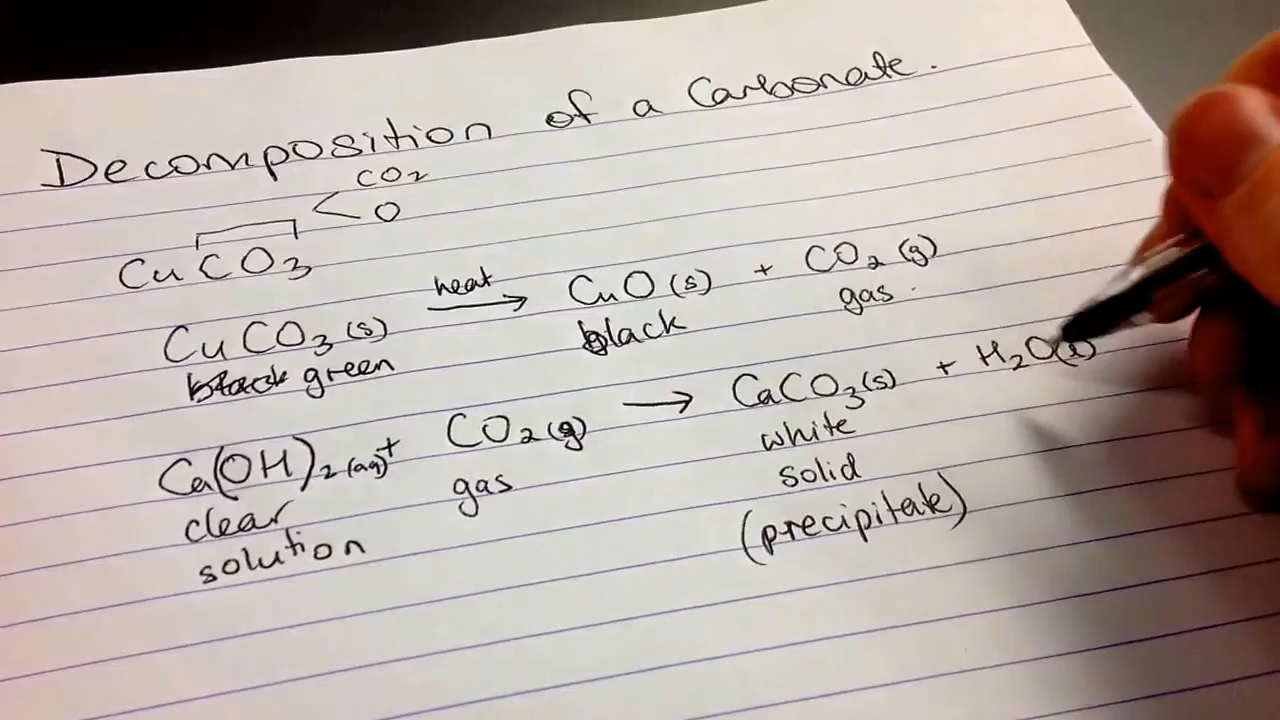 Decomposition of a Carbonate.
CO₂
O
CuCO₃
CuCO₃(s) heat → CuO(s) + CO₂(g)
black green black gas
Ca(OH)₂(aq) + CO₂(g) → CaCO₃(s) + H₂O(l)
clear gas white
solution solid
(precipitate)